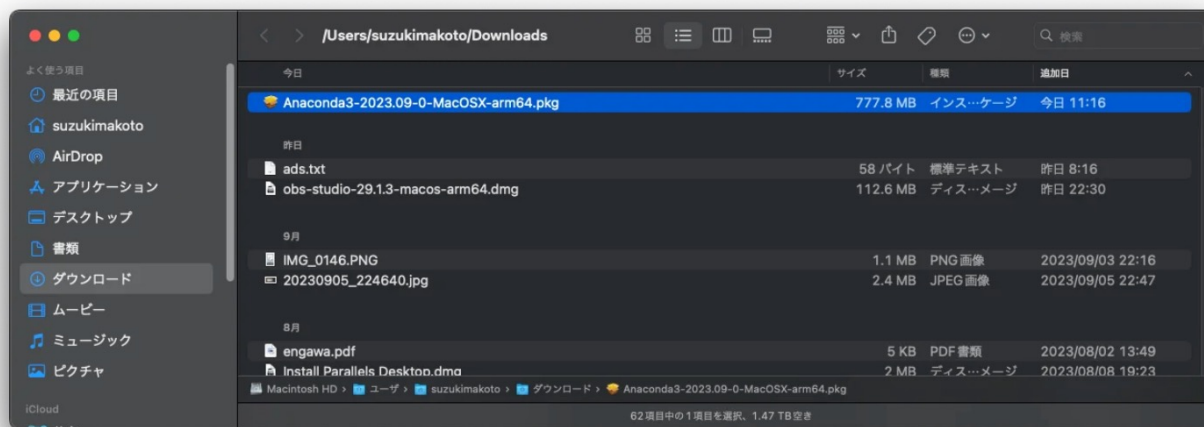 /Users/suzukimakoto/Downloads
検索
よく使う項目
最近の項目
suzukimakoto
AirDrop
アプリケーション
デスクトップ
書類
ダウンロード
ムービー
ミュージック
ピクチャ
iCloud
今日 サイズ 種類 追加日
Anaconda3-2023.09-0-MacOSX-arm64.pkg 777.8 MB インス…ケージ 今日 11:16
昨日
ads.txt 58 バイト 標準テキスト 昨日 8:16
obs-studio-29.1.3-macos-arm64.dmg 112.6 MB ディス…メージ 昨日 22:30
9月
IMG_0146.PNG 1.1 MB PNG画像 2023/09/03 22:16
20230905_224640.jpg 2.4 MB JPEG画像 2023/09/05 22:47
8月
engawa.pdf 5 KB PDF書類 2023/08/02 13:49
Install Parallels Desktop.dmg 2 MB ディス…メージ 2023/08/08 19:23
Macintosh HD › ユーザ › suzukimakoto › ダウンロード › Anaconda3-2023.09-0-MacOSX-arm64.pkg
62項目中の1項目を選択、1.47 TB空き